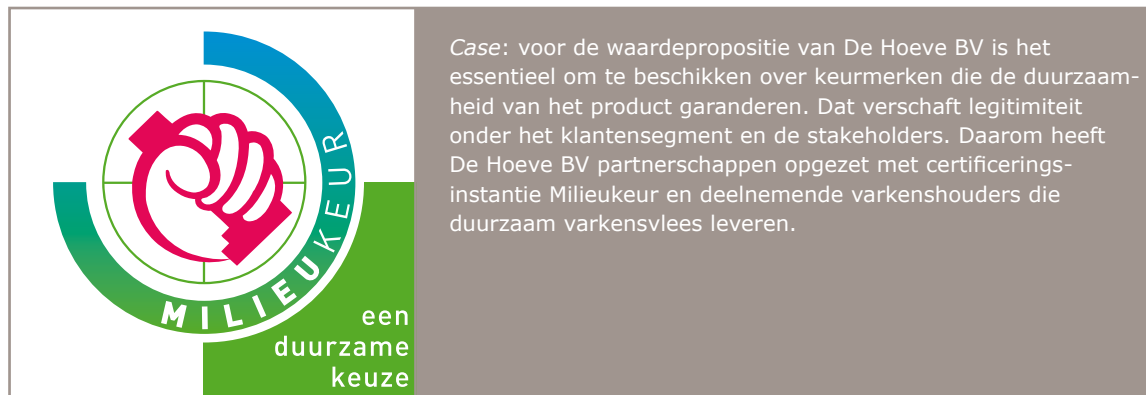 MILIEUKEUR
een
duurzame
keuze
Case: voor de waardepropositie van De Hoeve BV is het
essentieel om te beschikken over keurmerken die de duurzaam-
heid van het product garanderen. Dat verschaft legitimiteit
onder het klantensegment en de stakeholders. Daarom heeft
De Hoeve BV partnerschappen opgezet met certificerings-
instantie Milieukeur en deelnemende varkenshouders die
duurzaam varkensvlees leveren.